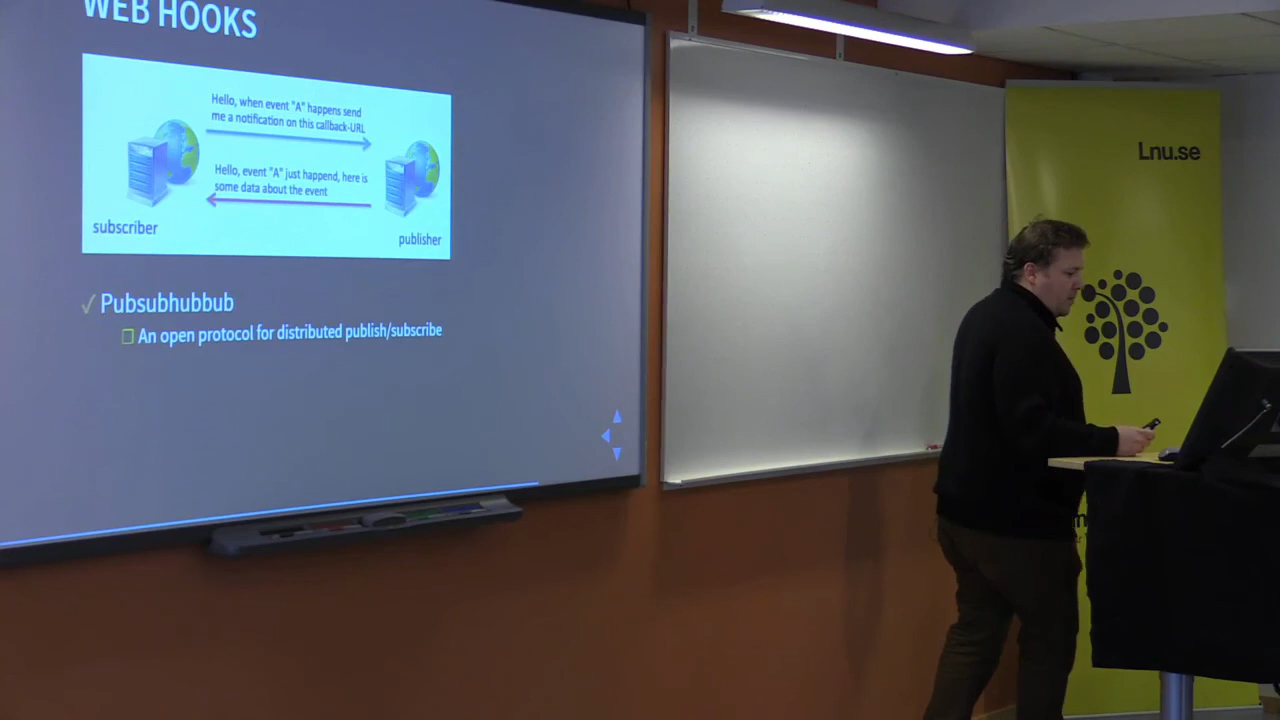 WEB HOOKS
Hello, when event "A" happens send
me a notification on this callback-URL
Hello, event "A" just happend, here is
some data about the event
subscriber
publisher
✓ Pubsubhubbub
An open protocol for distributed publish/subscribe
Lnu.se